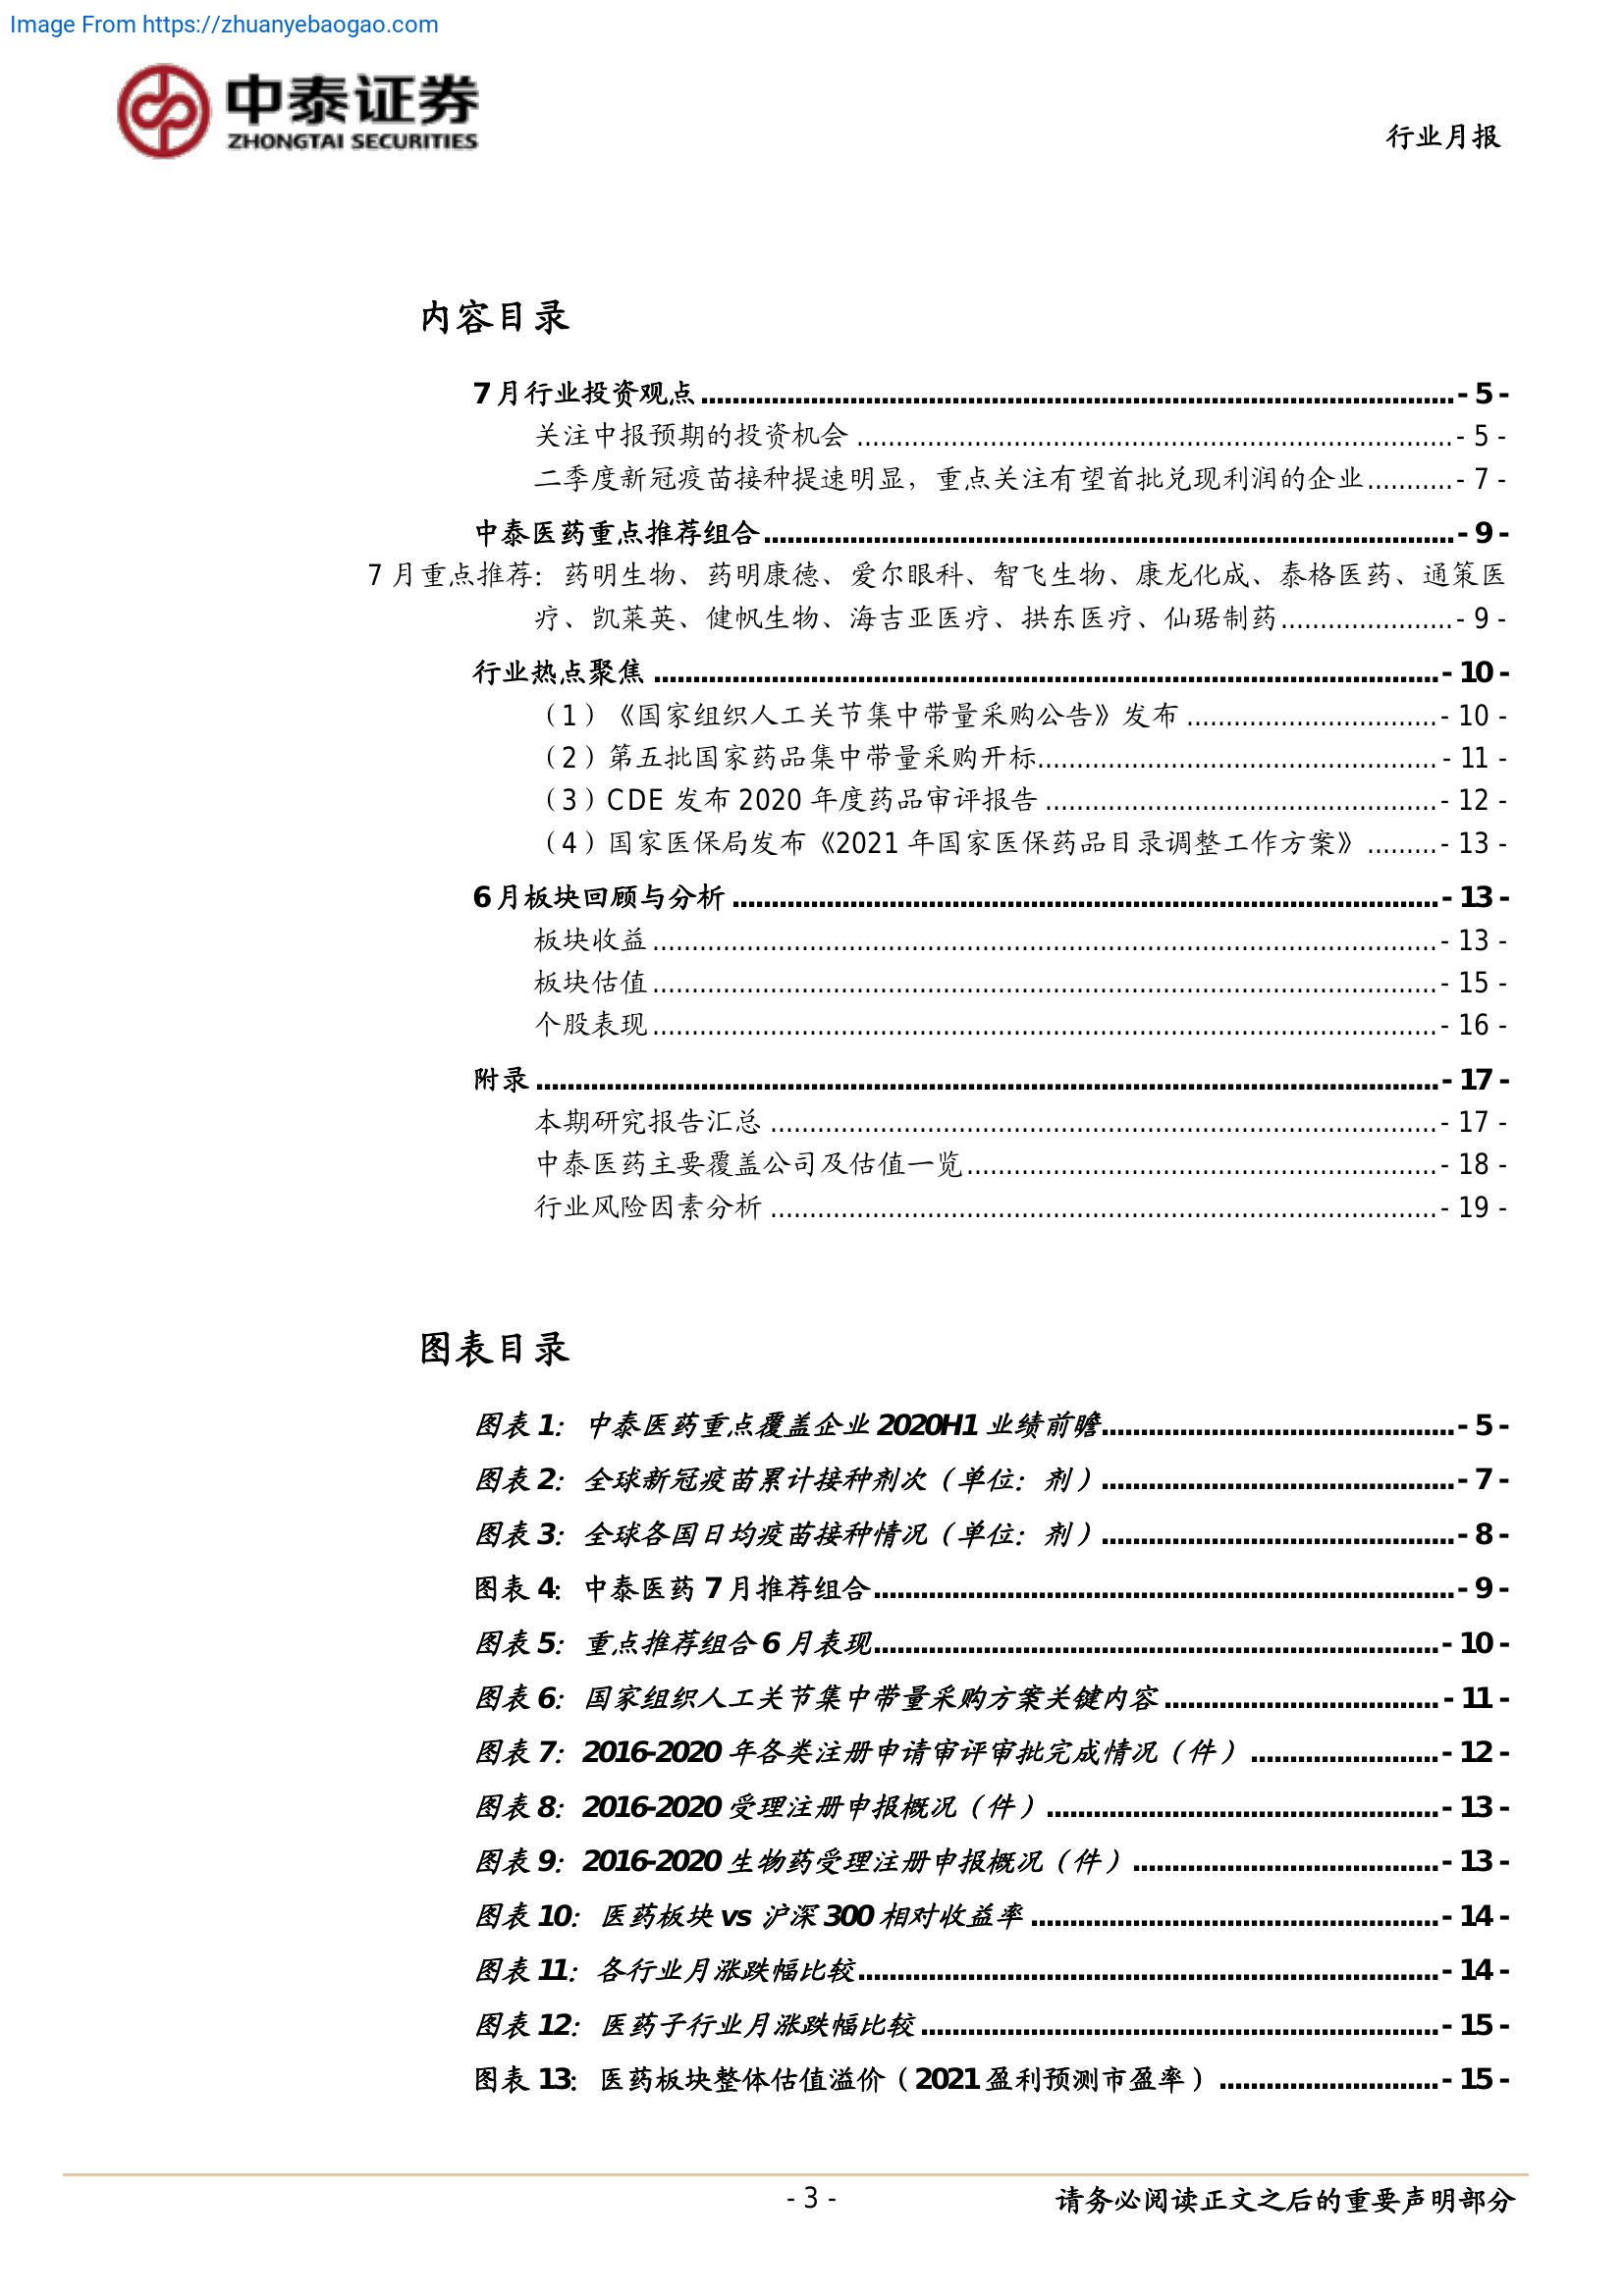 Image From https://zhuanyebaogao.com
中泰证券
ZHONGTAI SECURITIES
行业月报
内容目录
7月行业投资观点 - 5 -
关注中报预期的投资机会 - 5 -
二季度新冠疫苗接种提速明显，重点关注有望首批兑现利润的企业 - 7 -
中泰医药重点推荐组合 - 9 -
7 月重点推荐：药明生物、药明康德、爱尔眼科、智飞生物、康龙化成、泰格医药、通策医
疗、凯莱英、健帆生物、海吉亚医疗、拱东医疗、仙琚制药 - 9 -
行业热点聚焦 - 10 -
（1）《国家组织人工关节集中带量采购公告》发布 - 10 -
（2）第五批国家药品集中带量采购开标 - 11 -
（3）CDE 发布 2020 年度药品审评报告 - 12 -
（4）国家医保局发布《2021 年国家医保药品目录调整工作方案》 - 13 -
6月板块回顾与分析 - 13 -
板块收益 - 13 -
板块估值 - 15 -
个股表现 - 16 -
附录 - 17 -
本期研究报告汇总 - 17 -
中泰医药主要覆盖公司及估值一览 - 18 -
行业风险因素分析 - 19 -
图表目录
图表 1：中泰医药重点覆盖企业 2020H1 业绩前瞻 - 5 -
图表 2：全球新冠疫苗累计接种剂次（单位：剂） - 7 -
图表 3：全球各国日均疫苗接种情况（单位：剂） - 8 -
图表 4：中泰医药 7 月推荐组合 - 9 -
图表 5：重点推荐组合 6 月表现 - 10 -
图表 6：国家组织人工关节集中带量采购方案关键内容 - 11 -
图表 7：2016-2020 年各类注册申请审评审批完成情况（件） - 12 -
图表 8：2016-2020 受理注册申报概况（件） - 13 -
图表 9：2016-2020 生物药受理注册申报概况（件） - 13 -
图表 10：医药板块 vs 沪深 300 相对收益率 - 14 -
图表 11：各行业月涨跌幅比较 - 14 -
图表 12：医药子行业月涨跌幅比较 - 15 -
图表 13：医药板块整体估值溢价（2021 盈利预测市盈率） - 15 -
- 3 -
请务必阅读正文之后的重要声明部分